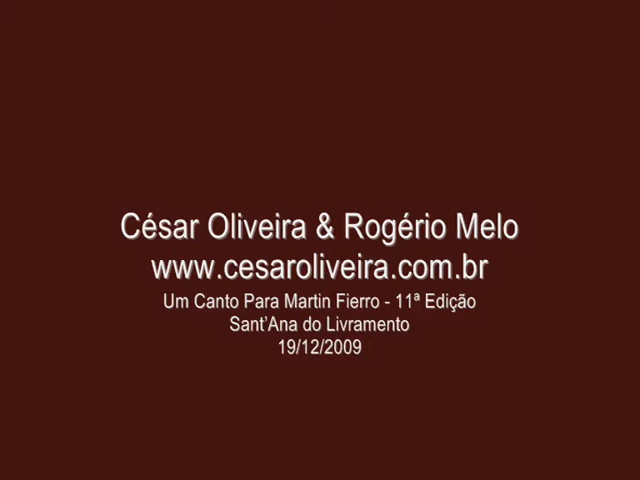 César Oliveira & Rogério Melo
www.cesaroliveira.com.br
Um Canto Para Martin Fierro - 11ª Edição
Sant'Ana do Livramento
19/12/2009